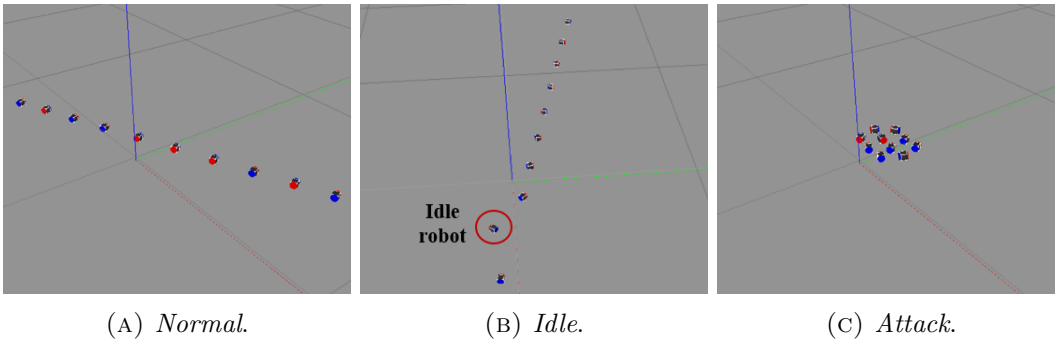 Idle
robot
(A) Normal.
(B) Idle.
(C) Attack.